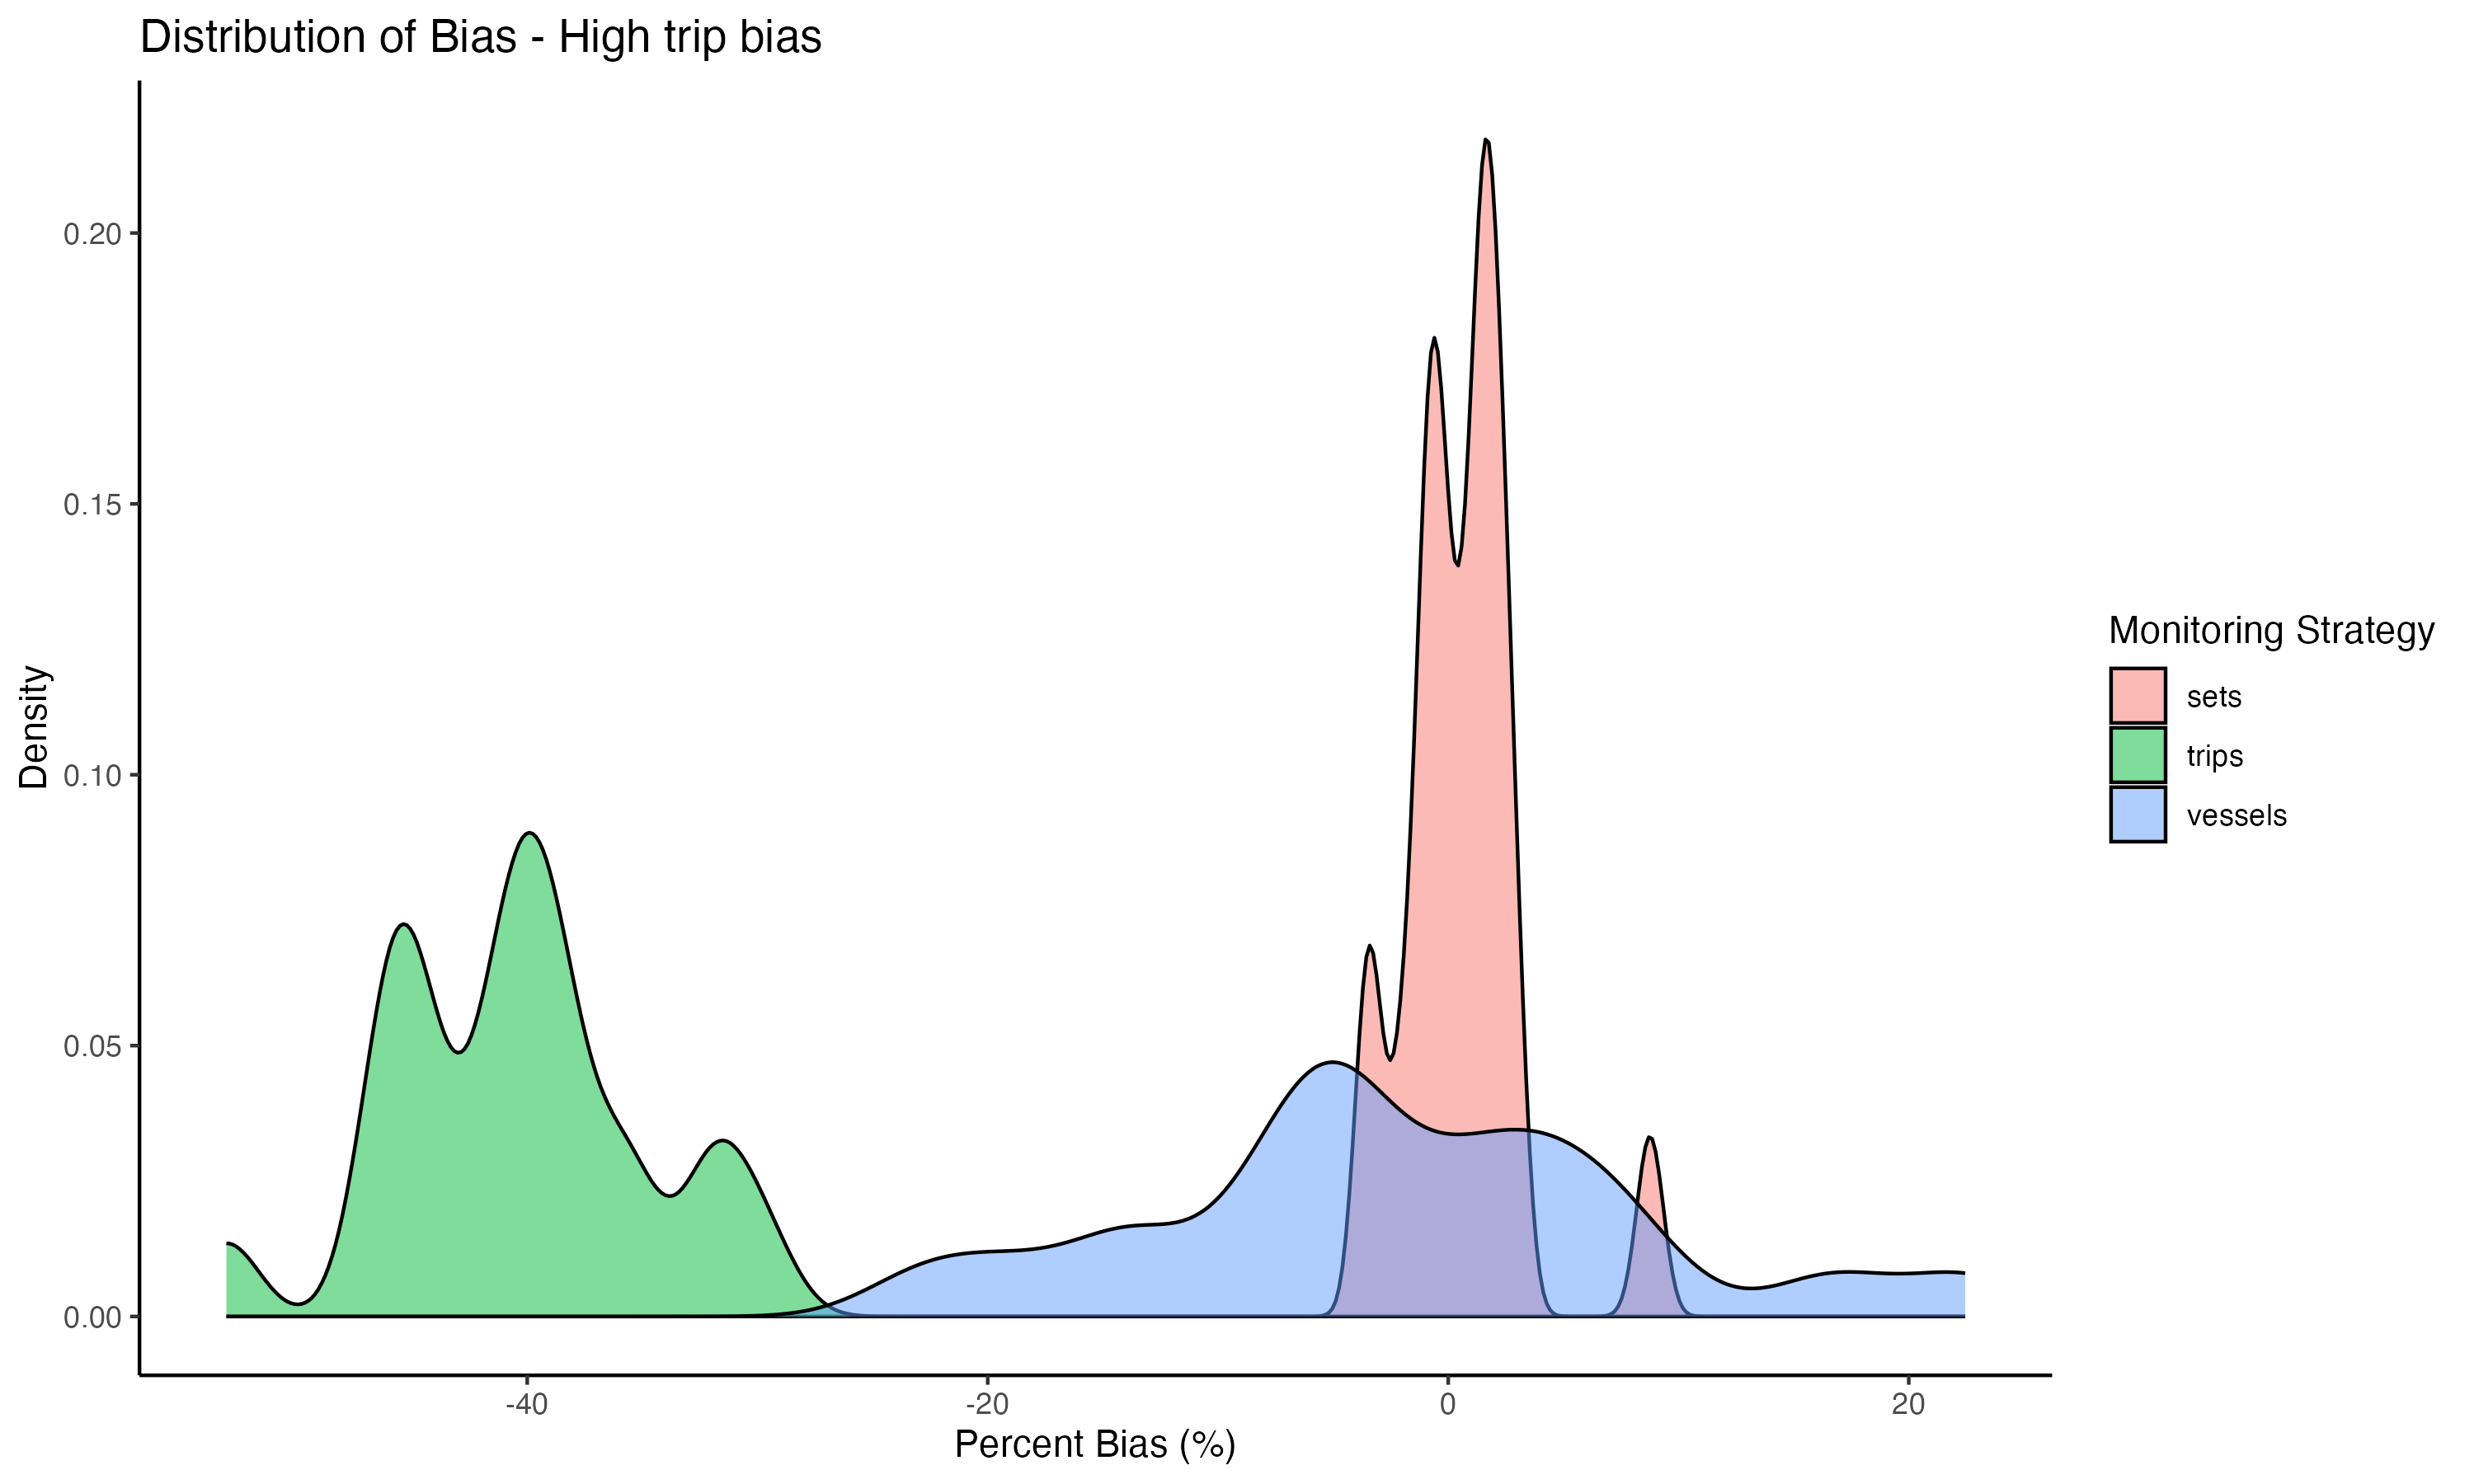 Distribution of Bias - High trip bias
Density
0.20
0.15
0.10
0.05
0.00
-40
-20
0
20
Percent Bias (%)
Monitoring Strategy
sets
trips
vessels